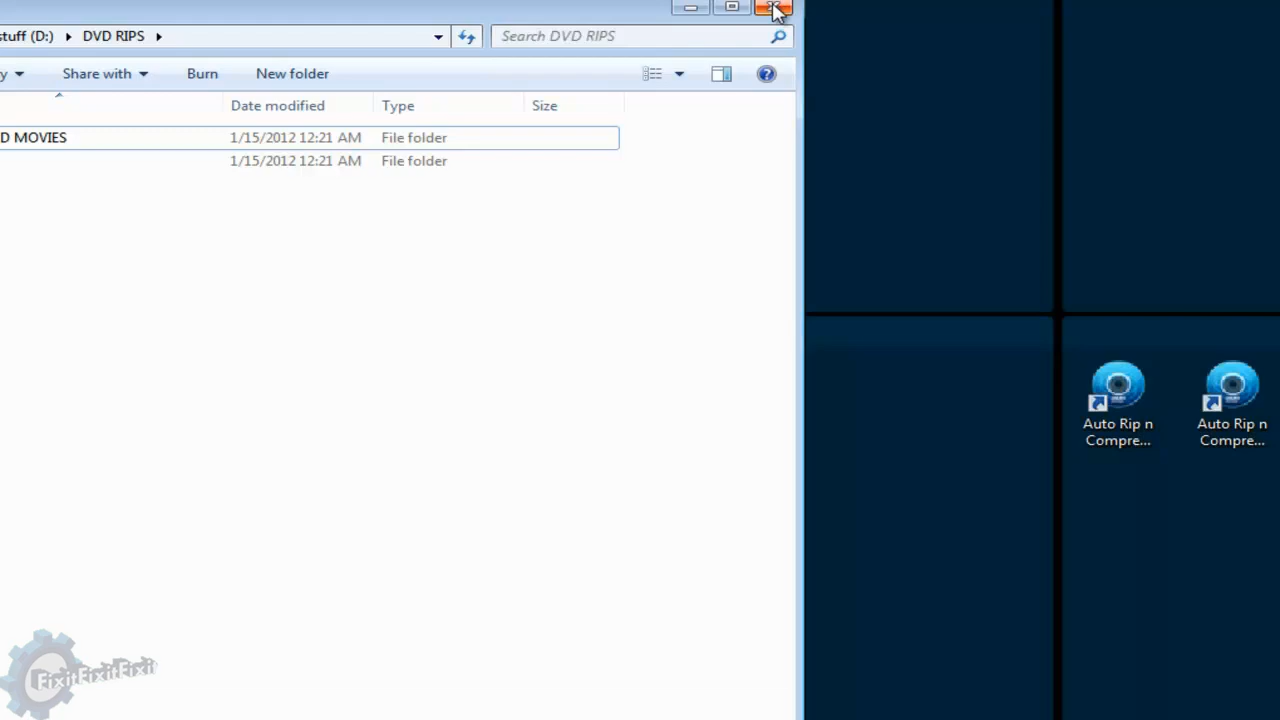 stuff (D:) DVD RIPS
Search DVD RIPS
y Share with Burn New folder
Date modified Type Size
D MOVIES 1/15/2012 12:21 AM File folder
1/15/2012 12:21 AM File folder
Auto Rip n
Compre...
Auto Rip n
Compre...
FixitFixitFixit